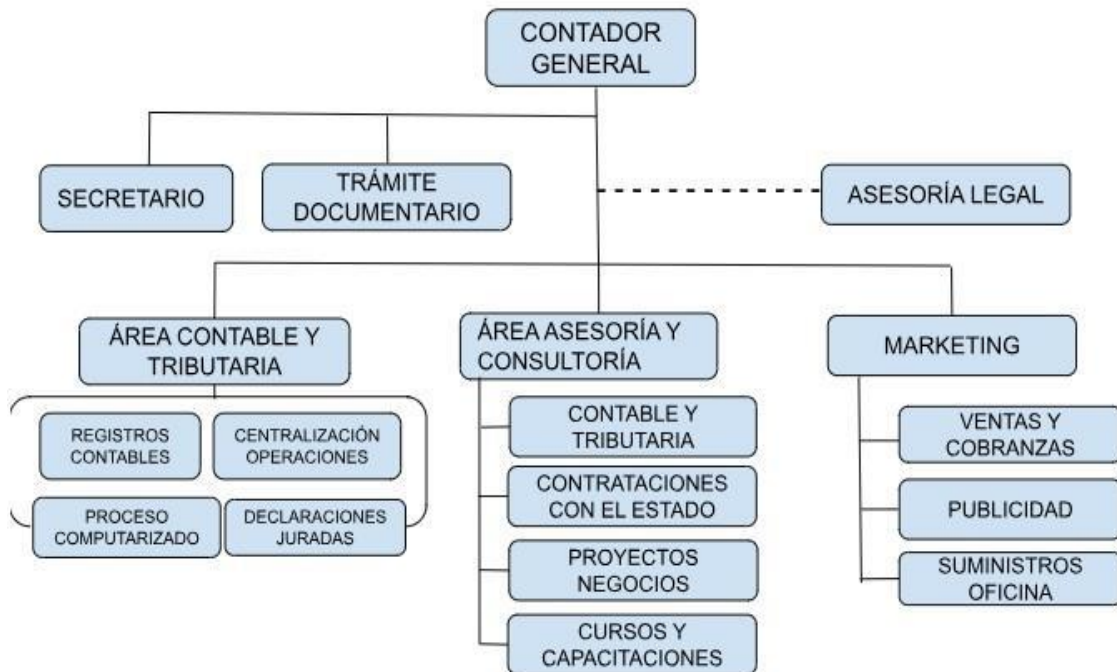 CONTADOR
GENERAL
SECRETARIO
TRÁMITE
DOCUMENTARIO
ASESORÍA LEGAL
ÁREA CONTABLE Y
TRIBUTARIA
ÁREA ASESORÍA Y
CONSULTORÍA
MARKETING
REGISTROS
CONTABLES
CENTRALIZACIÓN
OPERACIONES
PROCESO
COMPUTARIZADO
DECLARACIONES
JURADAS
CONTABLE Y
TRIBUTARIA
CONTRATACIONES
CON EL ESTADO
PROYECTOS
NEGOCIOS
CURSOS Y
CAPACITACIONES
VENTAS Y
COBRANZAS
PUBLICIDAD
SUMINISTROS
OFICINA